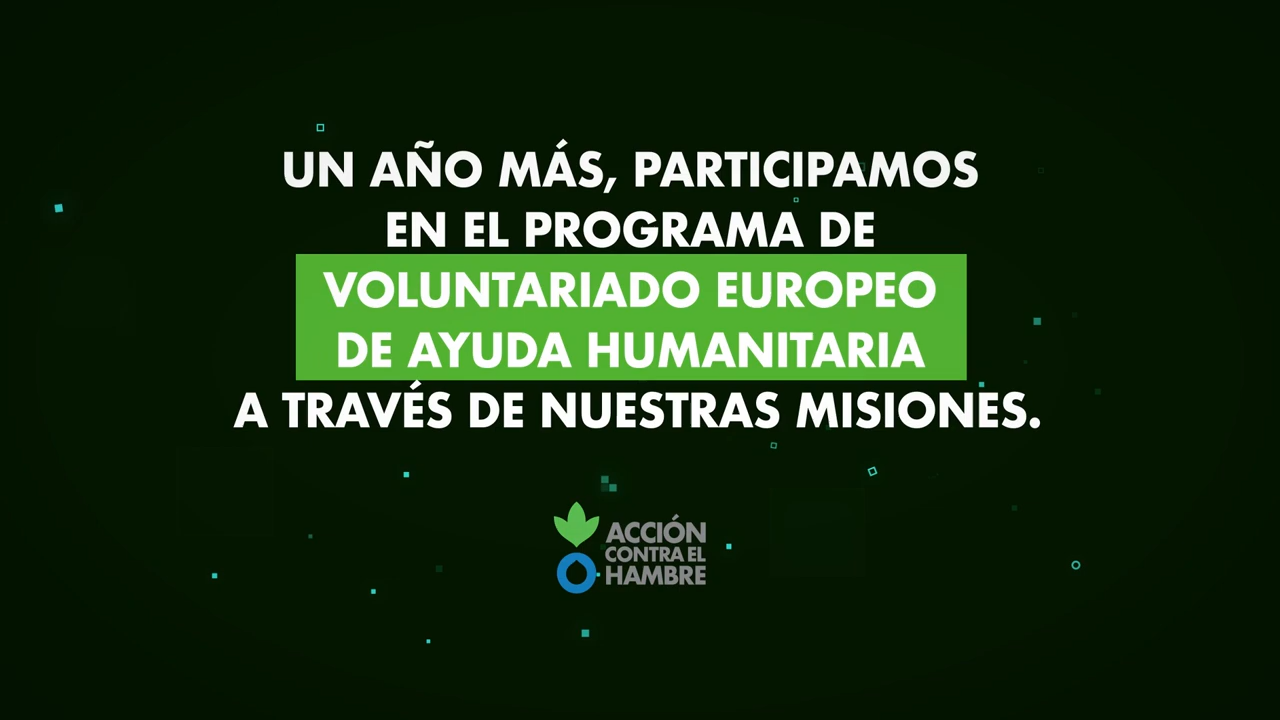 UN AÑO MÁS, PARTICIPAMOS
EN EL PROGRAMA DE
VOLUNTARIADO EUROPEO
DE AYUDA HUMANITARIA
A TRAVÉS DE NUESTRAS MISIONES.
ACCIÓN
CONTRA EL
HAMBRE